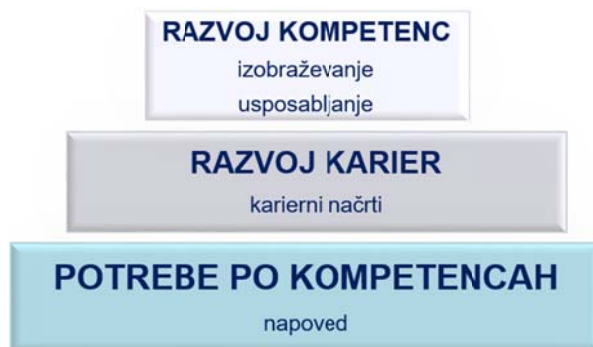 RAZVOJ KOMPETENC
izobraževanje
usposabljanje
RAZVOJ KARIER
karierni načrti
POTREBE PO KOMPETENCAH
napoved